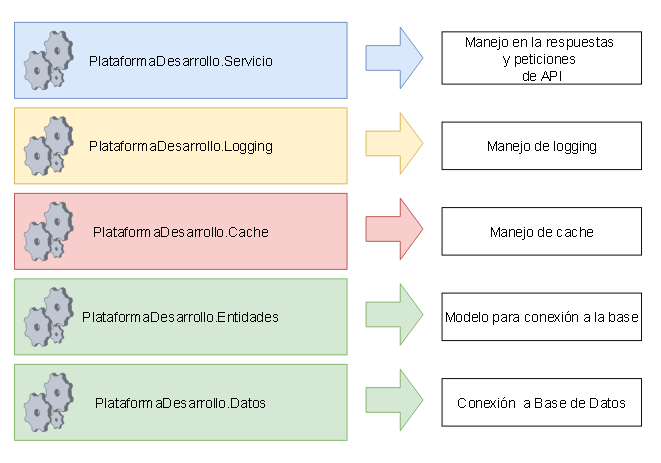 PlataformaDesarrollo.Servicio
Manejo en la respuestas
y peticiones
de API
PlataformaDesarrollo.Logging
Manejo de logging
PlataformaDesarrollo.Cache
Manejo de cache
PlataformaDesarrollo.Entidades
Modelo para conexión a la base
PlataformaDesarrollo.Datos
Conexión a Base de Datos